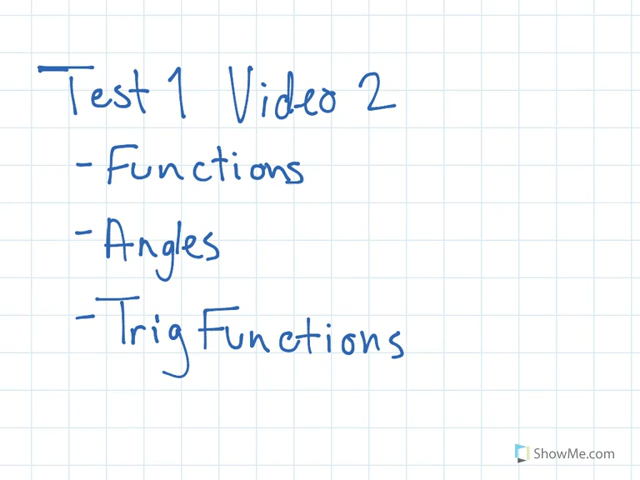 Test 1 Video 2
- Functions
- Angles
- Trig Functions
ShowMe.com